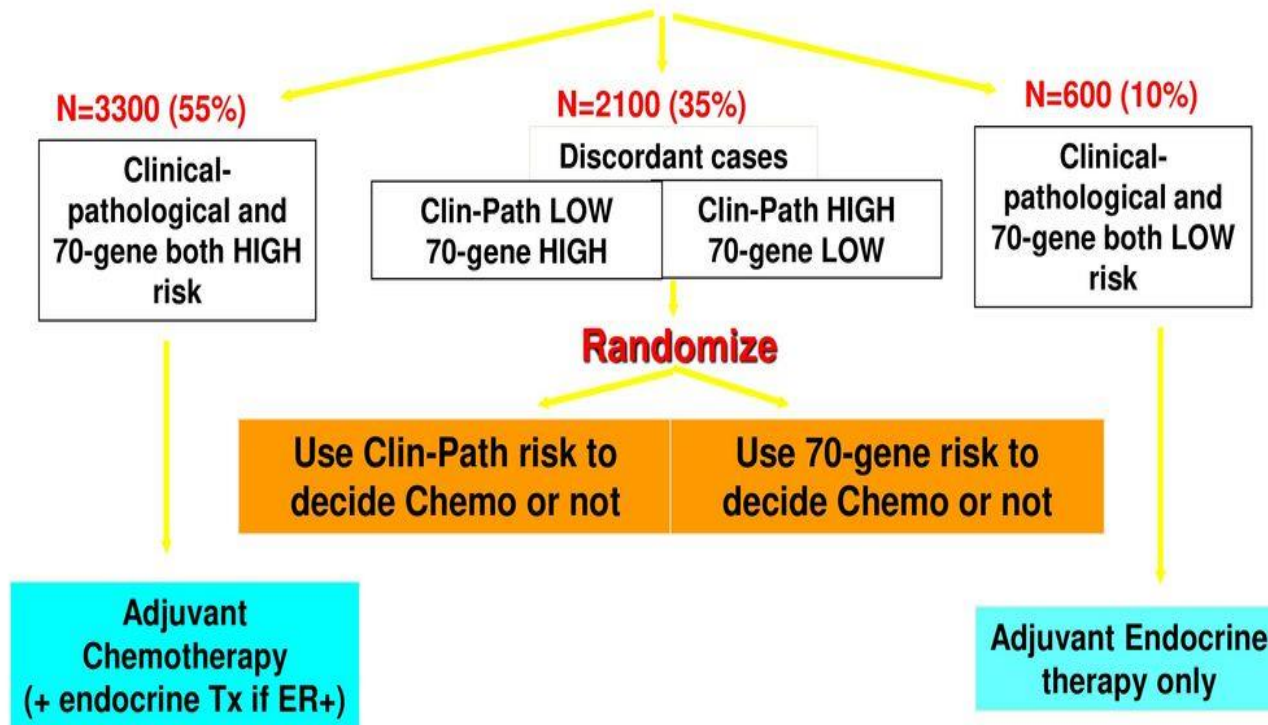 N=3300 (55%)
Clinical-
pathological and
70-gene both HIGH
risk
N=2100 (35%)
Discordant cases
Clin-Path LOW
70-gene HIGH
Clin-Path HIGH
70-gene LOW
N=600 (10%)
Clinical-
pathological and
70-gene both LOW
risk
Randomize
Use Clin-Path risk to
decide Chemo or not
Use 70-gene risk to
decide Chemo or not
Adjuvant
Chemotherapy
(+ endocrine Tx if ER+)
Adjuvant Endocrine
therapy only